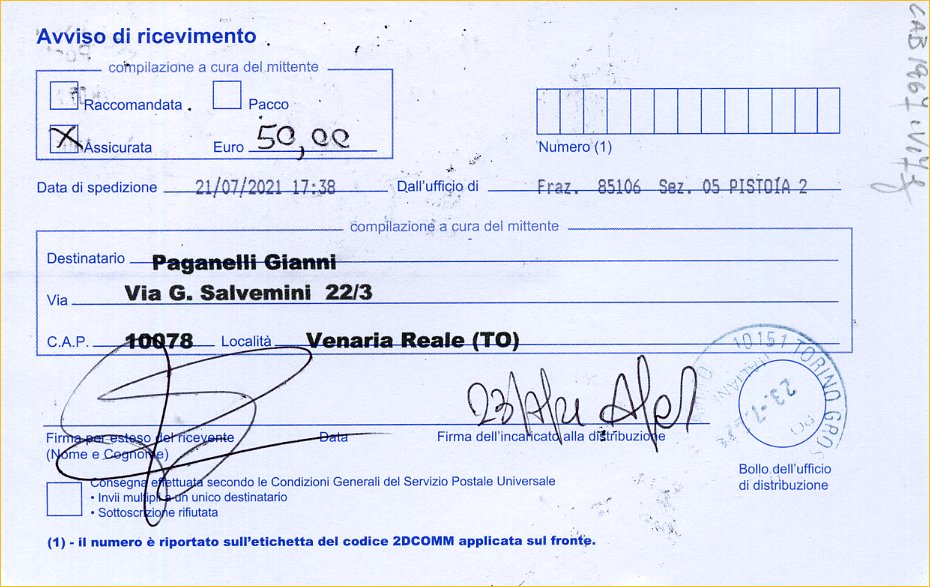 Avviso di ricevimento
compilazione a cura del mittente
Raccomandata
Pacco
X Assicurata
Euro 50,00
Numero (1)
Data di spedizione 21/07/2021 17:38 Dall'ufficio di Fraz. 85106 Sez. 05 PISTOIA 2
compilazione a cura del mittente
Destinatario Paganelli Gianni
Via Via G. Salvemini 22/3
C.A.P. 10078 Località Venaria Reale (TO)
10151 TORINO
23.-7.
Firma per esteso del ricevente
(Nome e Cognome)
Data
Firma dell'incaricato alla distribuzione
Bollo dell'ufficio
di distribuzione
Consegna effettuata secondo le Condizioni Generali del Servizio Postale Universale
• Invii multipli a un unico destinatario
• Sottoscrizione rifiutata
(1) - il numero è riportato sull'etichetta del codice 2DCOMM applicata sul fronte.